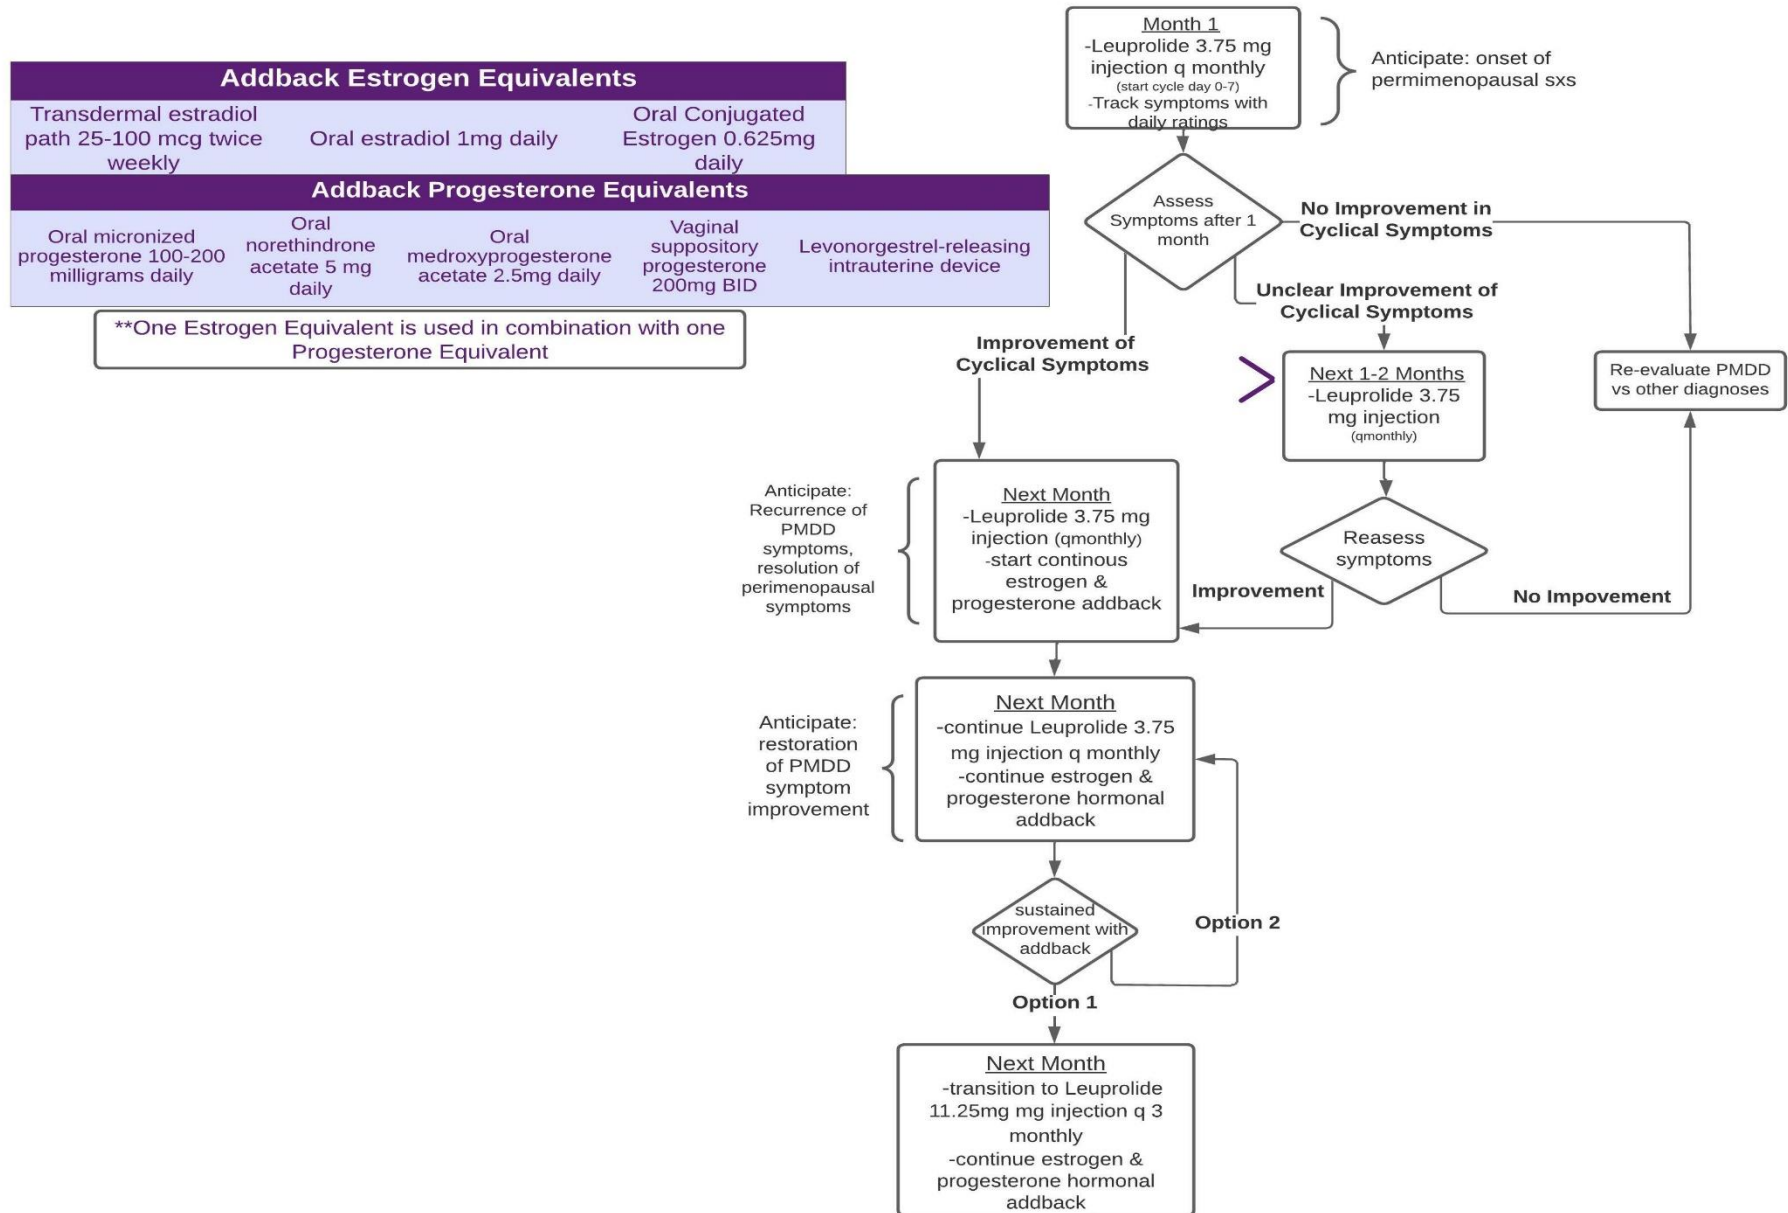 Addback Estrogen Equivalents
Transdermal estradiol
path 25-100 mcg twice
weekly
Oral estradiol 1mg daily
Oral Conjugated
Estrogen 0.625mg
daily
Addback Progesterone Equivalents
Oral micronized
progesterone 100-200
milligrams daily
Oral
norethindrone
acetate 5 mg
daily
Oral
medroxyprogesterone
acetate 2.5mg daily
Vaginal
suppository
progesterone
200mg BID
Levonorgestrel-releasing
intrauterine device
**One Estrogen Equivalent is used in combination with one
Progesterone Equivalent
Month 1
-Leuprolide 3.75 mg
injection q monthly
(start cycle day 0-7)
-Track symptoms with
daily ratings
Anticipate: onset of
permimenopausal sxs
Assess
Symptoms after 1
month
No Improvement in
Cyclical Symptoms
Unclear Improvement of
Cyclical Symptoms
Improvement of
Cyclical Symptoms
Next 1-2 Months
-Leuprolide 3.75
mg injection
(qmonthly)
Re-evaluate PMDD
vs other diagnoses
Anticipate:
Recurrence of
PMDD
symptoms,
resolution of
perimenopausal
symptoms
Next Month
-Leuprolide 3.75 mg
injection (qmonthly)
-start continous
estrogen &
progesterone addback
Reasess
symptoms
Improvement
No Impovement
Anticipate:
restoration
of PMDD
symptom
improvement
Next Month
-continue Leuprolide 3.75
mg injection q monthly
-continue estrogen &
progesterone hormonal
addback
sustained
improvement with
addback
Option 2
Option 1
Next Month
-transition to Leuprolide
11.25mg mg injection q 3
monthly
-continue estrogen &
progesterone hormonal
addback